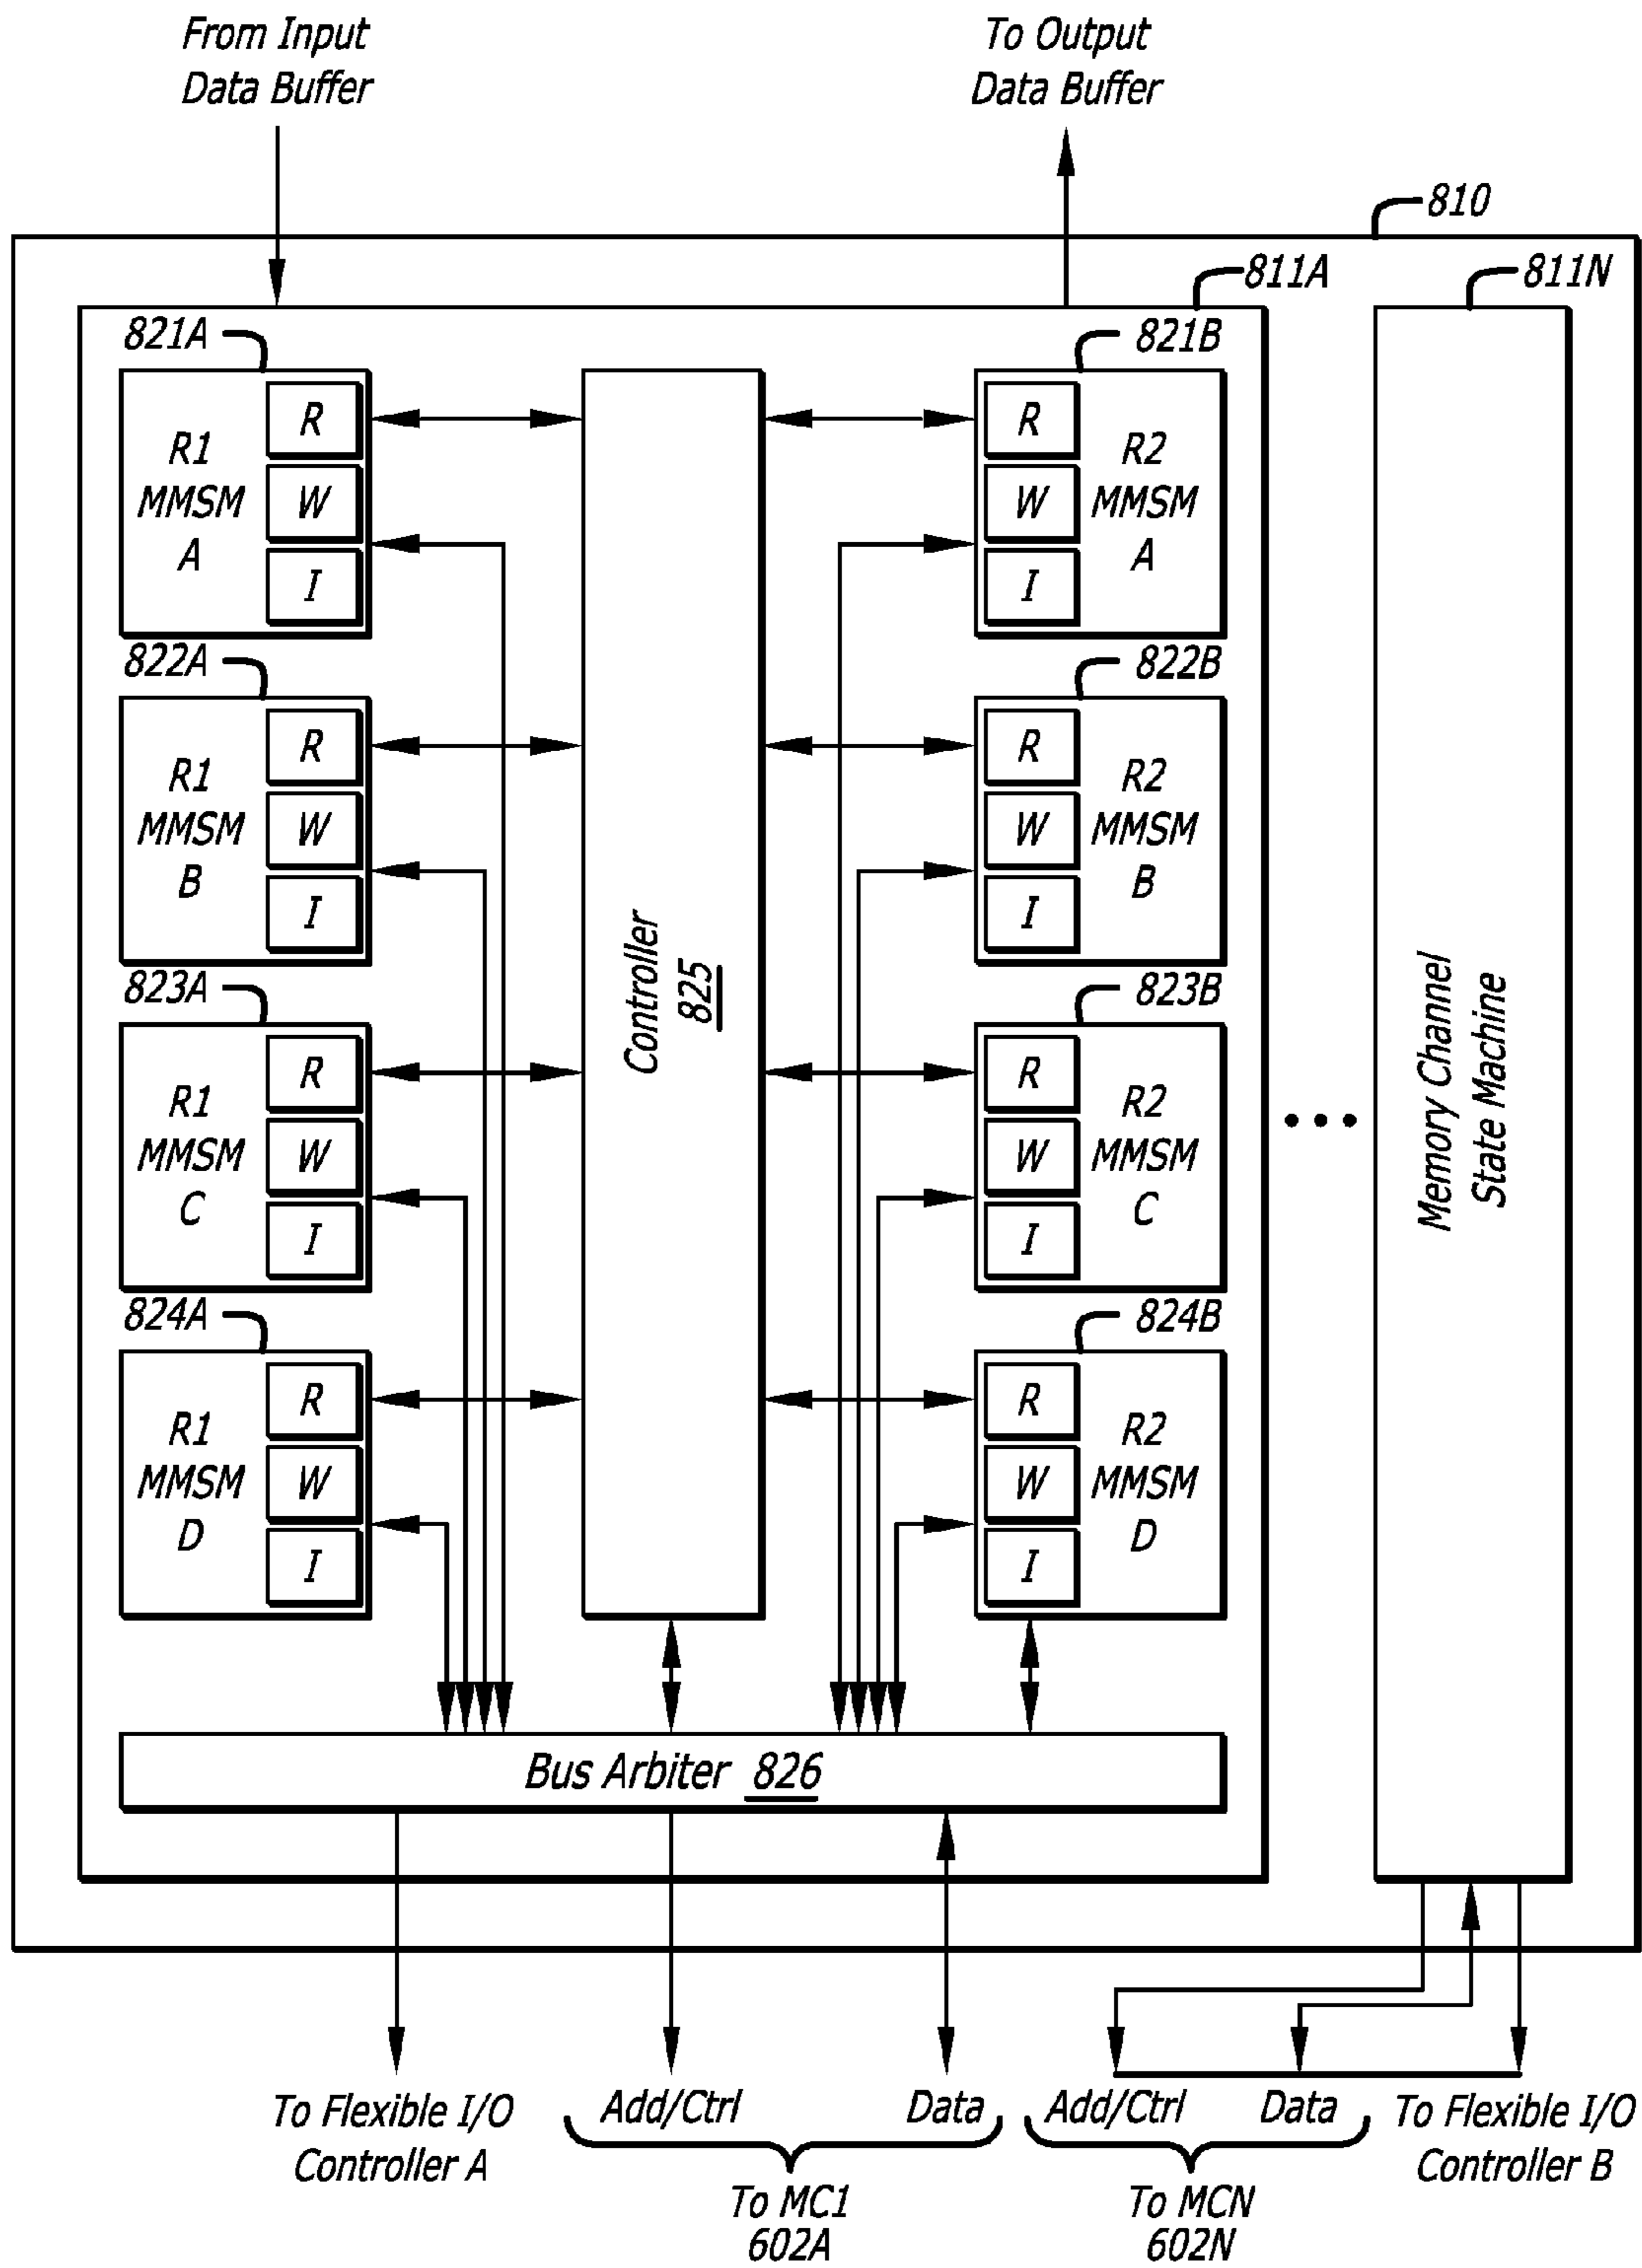 From Input
Data Buffer
To Output
Data Buffer
810
811A
811N
821A
R1
MMSM
A
R
W
I
821B
R
W
I
R2
MMSM
A
822A
R1
MMSM
B
R
W
I
822B
R
W
I
R2
MMSM
B
823A
R1
MMSM
C
R
W
I
823B
R
W
I
R2
MMSM
C
824A
R1
MMSM
D
R
W
I
824B
R
W
I
R2
MMSM
D
Controller
825
Memory Channel
State Machine
Bus Arbiter 826
To Flexible I/O
Controller A
Add/Ctrl
Data
To MC1
602A
Add/Ctrl
Data
To MCN
602N
To Flexible I/O
Controller B